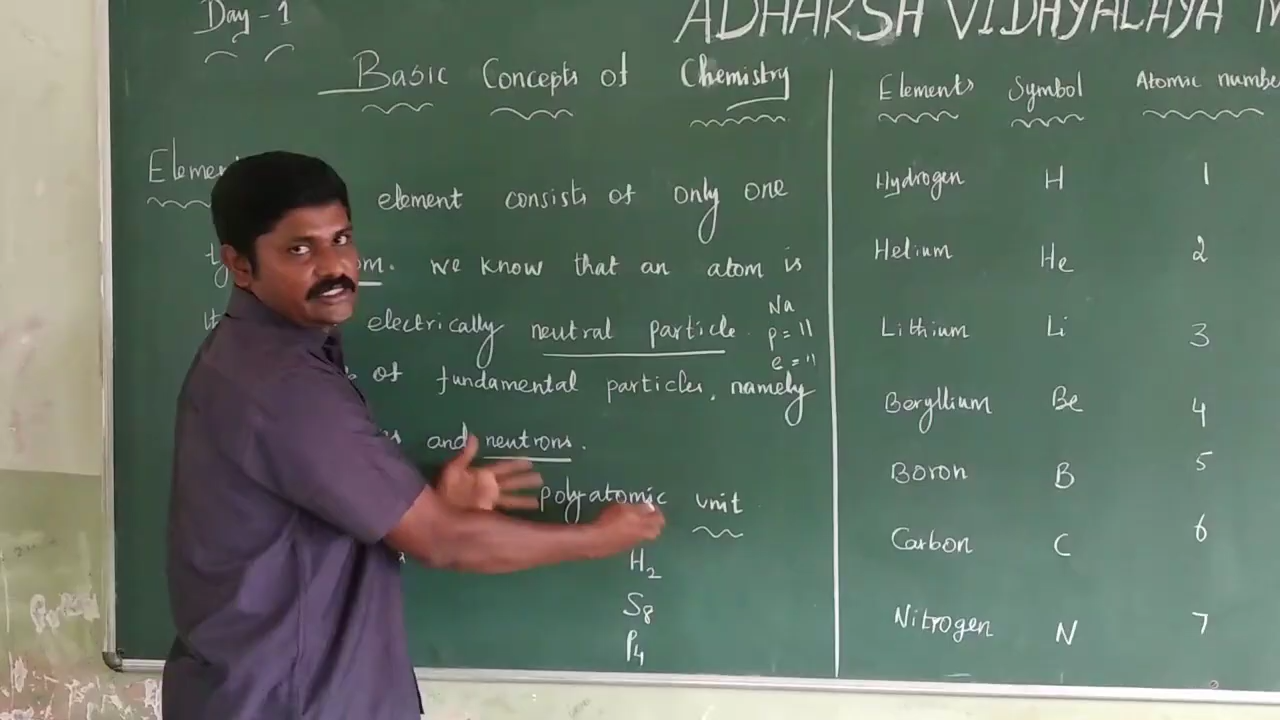 Day - 1
ADHARSH VIDHYALAYA
Basic Concepts of Chemistry
element consists of only one
we know that an atom is
electrically neutral particle.
Na
p = 11
e = 11
of fundamental particles, namely
and neutrons.
polyatomic unit
H2
S8
P4
Elements Symbol Atomic numbe
Hydrogen H 1
Helium He 2
Lithium Li 3
Beryllium Be 4
Boron B 5
Carbon C 6
Nitrogen N 7